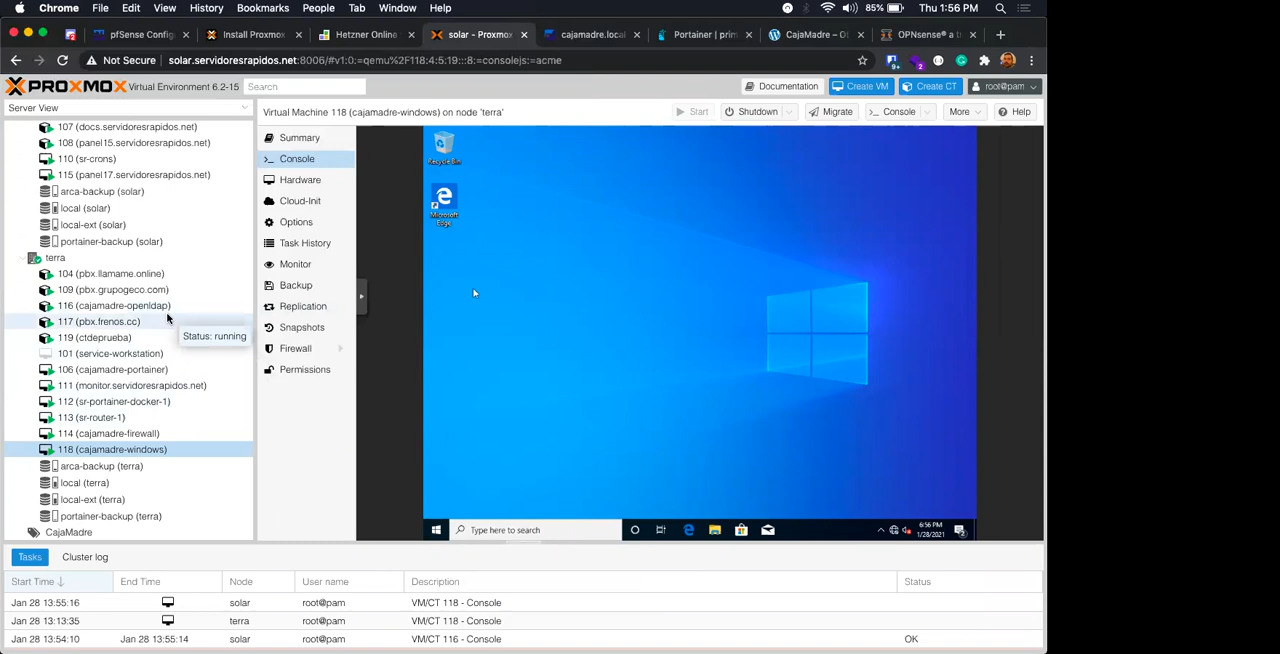 Chrome File Edit View History Bookmarks People Tab Window Help 85% Thu 1:56 PM
pfSense Config Install Proxmox Hetzner Online solar - Proxmox cajamadre.local Portainer | prim CajaMadre – OPNsense® a t
Not Secure solar.servidoresrapidos.net:8006/#v1:0:=qemu%2F118:4:5:19:::8:=consolejs:=acme
PROXMOX Virtual Environment 6.2-15 Search Documentation Create VM Create CT root@pam
Server View
Virtual Machine 118 (cajamadre-windows) on node 'terra' Start Shutdown Migrate Console More Help
107 (docs.servidoresrapidos.net)
108 (panel15.servidoresrapidos.net)
110 (sr-crons)
115 (panel17.servidoresrapidos.net)
arca-backup (solar)
local (solar)
local-ext (solar)
portainer-backup (solar)
terra
104 (pbx.llamame.online)
109 (pbx.grupogeco.com)
116 (cajamadre-openldap)
117 (pbx.frenos.cc)
Status: running
119 (ctdeprueba)
101 (service-workstation)
106 (cajamadre-portainer)
111 (monitor.servidoresrapidos.net)
112 (sr-portainer-docker-1)
113 (sr-router-1)
114 (cajamadre-firewall)
118 (cajamadre-windows)
arca-backup (terra)
local (terra)
local-ext (terra)
portainer-backup (terra)
CajaMadre
Summary
Console
Hardware
Cloud-Init
Options
Task History
Monitor
Backup
Replication
Snapshots
Firewall
Permissions
Recycle Bin
Microsoft
Edge
Type here to search
6:56 PM
1/28/2021
2
Tasks Cluster log
Start Time End Time Node User name Description Status
Jan 28 13:55:16 solar root@pam VM/CT 118 - Console
Jan 28 13:13:35 terra root@pam VM/CT 118 - Console
Jan 28 13:54:10 Jan 28 13:55:14 solar root@pam VM/CT 116 - Console OK